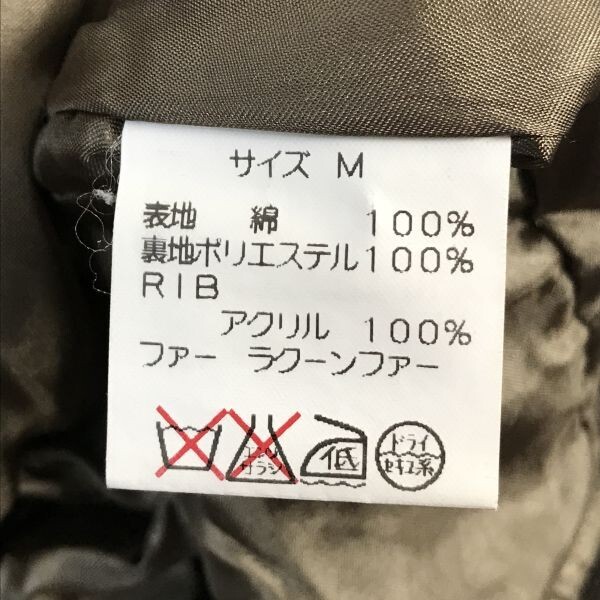 サイズ M
表地 綿 100%
裏地ポリエステル100%
RIB
アクリル 100%
ファー ラクーンファー
エンソ
サラシ
低
ドライ
セキユ系